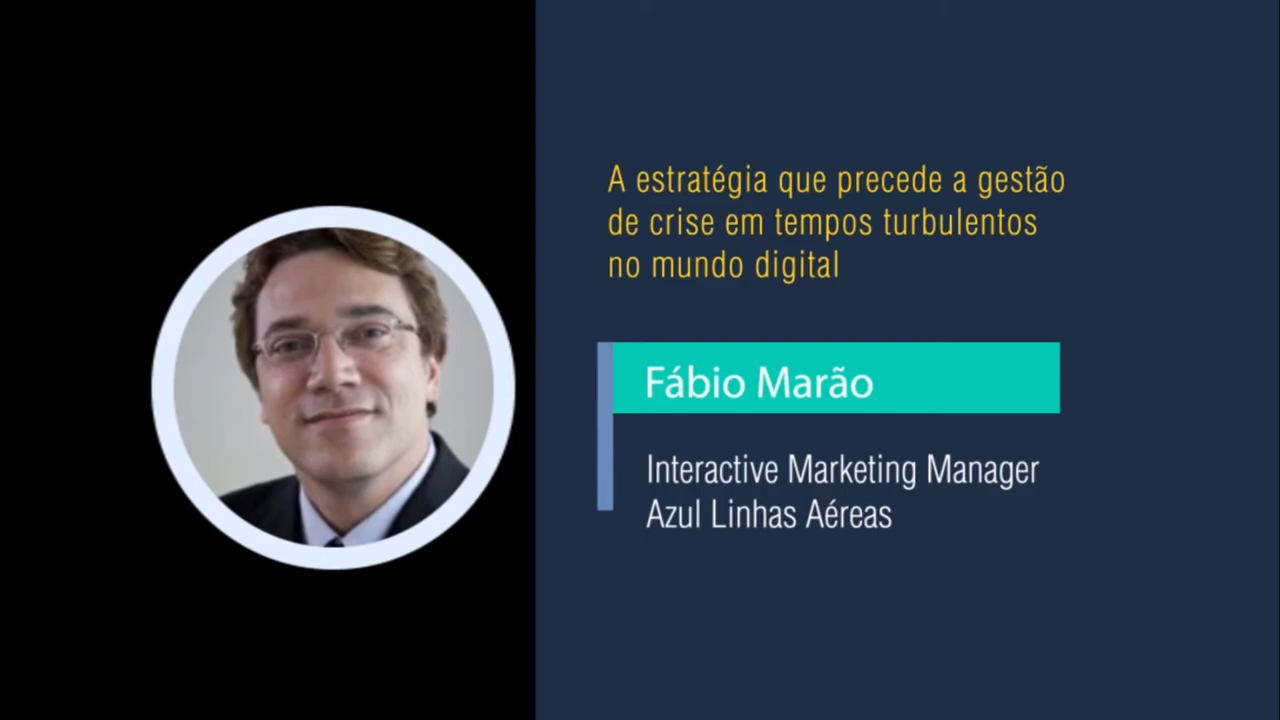 A estratégia que precede a gestão
de crise em tempos turbulentos
no mundo digital
Fábio Marão
Interactive Marketing Manager
Azul Linhas Aéreas